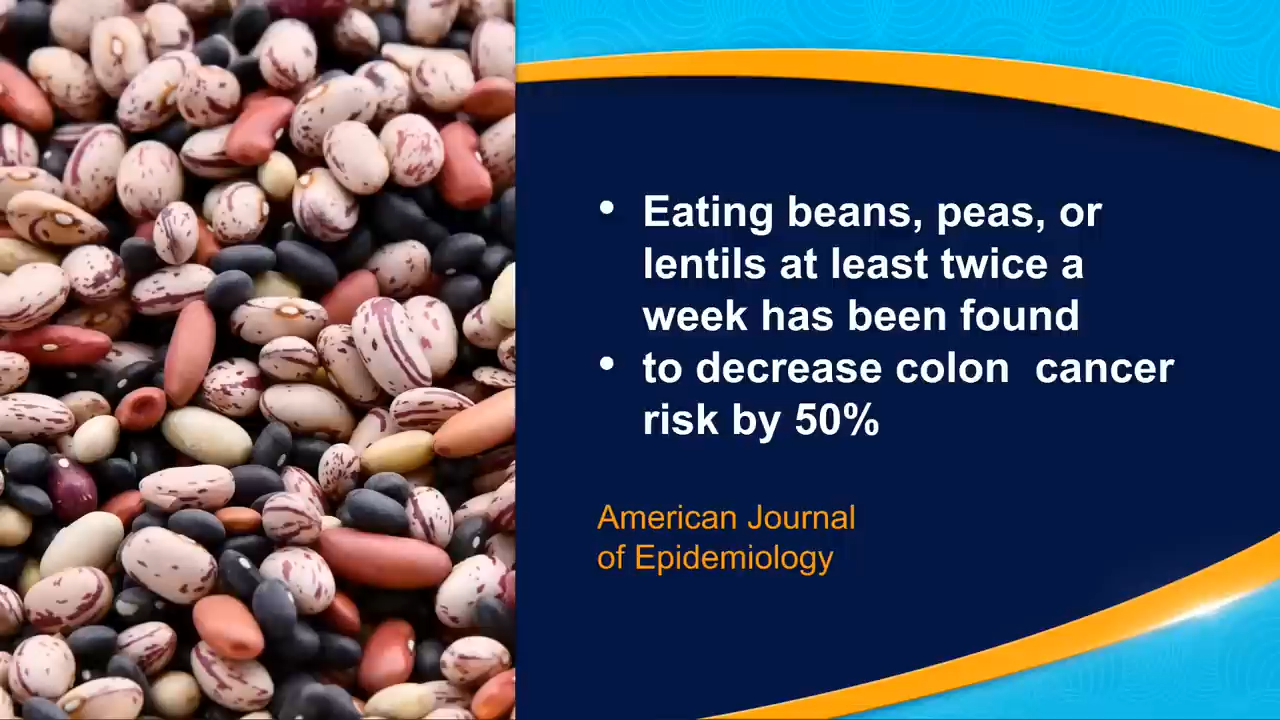 • Eating beans, peas, or
lentils at least twice a
week has been found
• to decrease colon  cancer
risk by 50%
American Journal
of Epidemiology